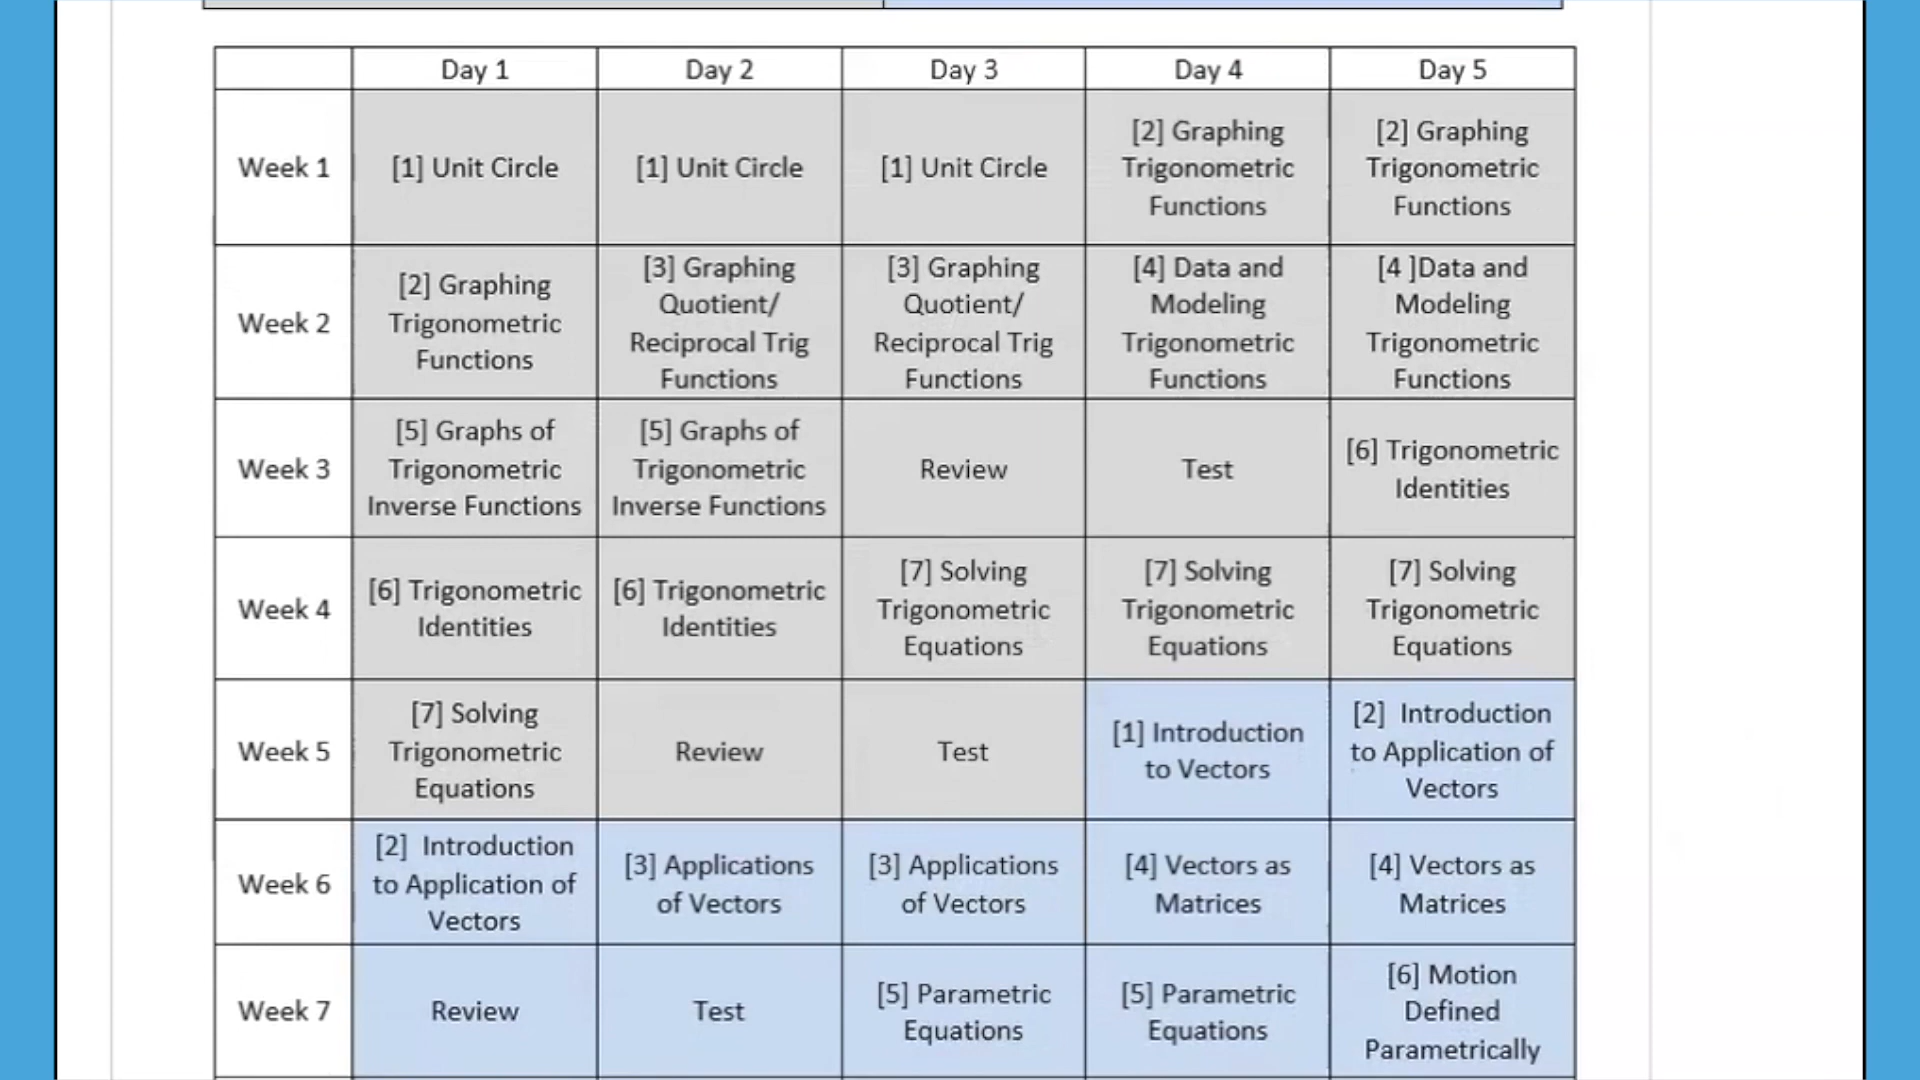 Day 1 Day 2 Day 3 Day 4 Day 5
Week 1
[1] Unit Circle
[1] Unit Circle
[1] Unit Circle
[2] Graphing
Trigonometric
Functions
[2] Graphing
Trigonometric
Functions
Week 2
[2] Graphing
Trigonometric
Functions
[3] Graphing
Quotient/
Reciprocal Trig
Functions
[3] Graphing
Quotient/
Reciprocal Trig
Functions
[4] Data and
Modeling
Trigonometric
Functions
[4 ]Data and
Modeling
Trigonometric
Functions
Week 3
[5] Graphs of
Trigonometric
Inverse Functions
[5] Graphs of
Trigonometric
Inverse Functions
Review
Test
[6] Trigonometric
Identities
Week 4
[6] Trigonometric
Identities
[6] Trigonometric
Identities
[7] Solving
Trigonometric
Equations
[7] Solving
Trigonometric
Equations
[7] Solving
Trigonometric
Equations
Week 5
[7] Solving
Trigonometric
Equations
Review
Test
[1] Introduction
to Vectors
[2]  Introduction
to Application of
Vectors
Week 6
[2]  Introduction
to Application of
Vectors
[3] Applications
of Vectors
[3] Applications
of Vectors
[4] Vectors as
Matrices
[4] Vectors as
Matrices
Week 7
Review
Test
[5] Parametric
Equations
[5] Parametric
Equations
[6] Motion
Defined
Parametrically